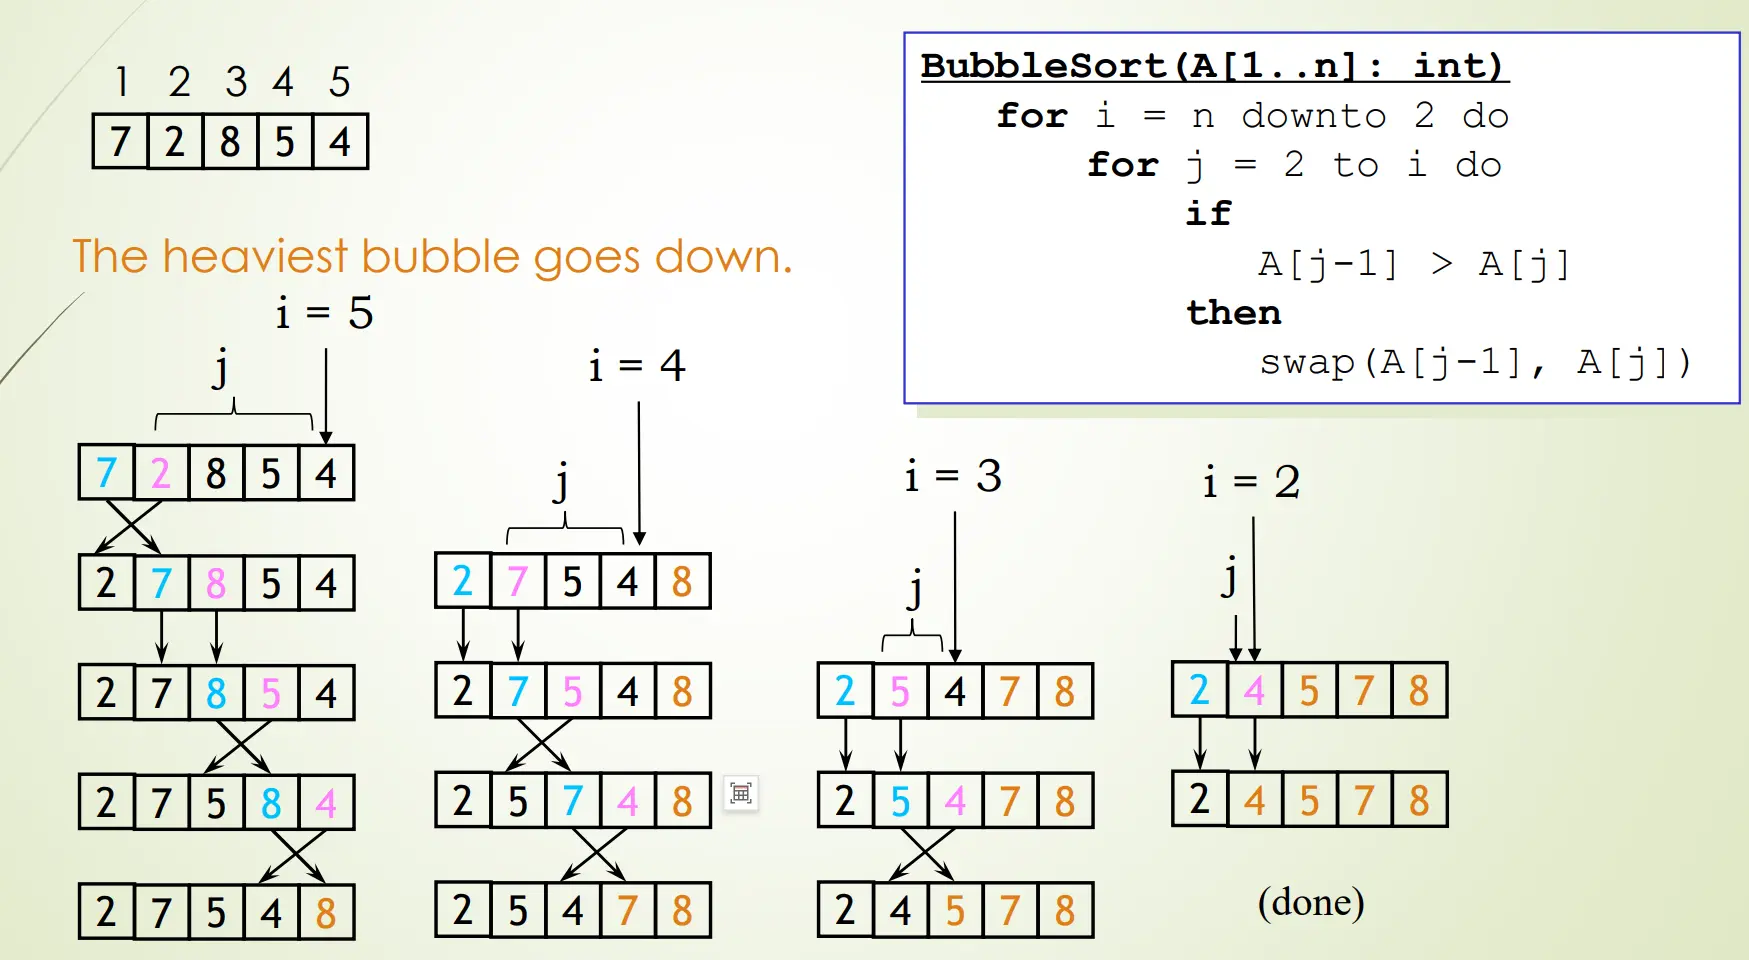 1 2 3 4 5
7 2 8 5 4
The heaviest bubble goes down.
BubbleSort(A[1..n]: int)
for i = n downto 2 do
for j = 2 to i do
if
A[j-1] > A[j]
then
swap(A[j-1], A[j])
i = 5
j
7 2 8 5 4
2 7 8 5 4
2 7 8 5 4
2 7 5 8 4
2 7 5 4 8
i = 4
j
2 7 5 4 8
2 7 5 4 8
2 5 7 4 8
2 5 4 7 8
i = 3
j
2 5 4 7 8
2 5 4 7 8
2 4 5 7 8
i = 2
j
2 4 5 7 8
2 4 5 7 8
(done)